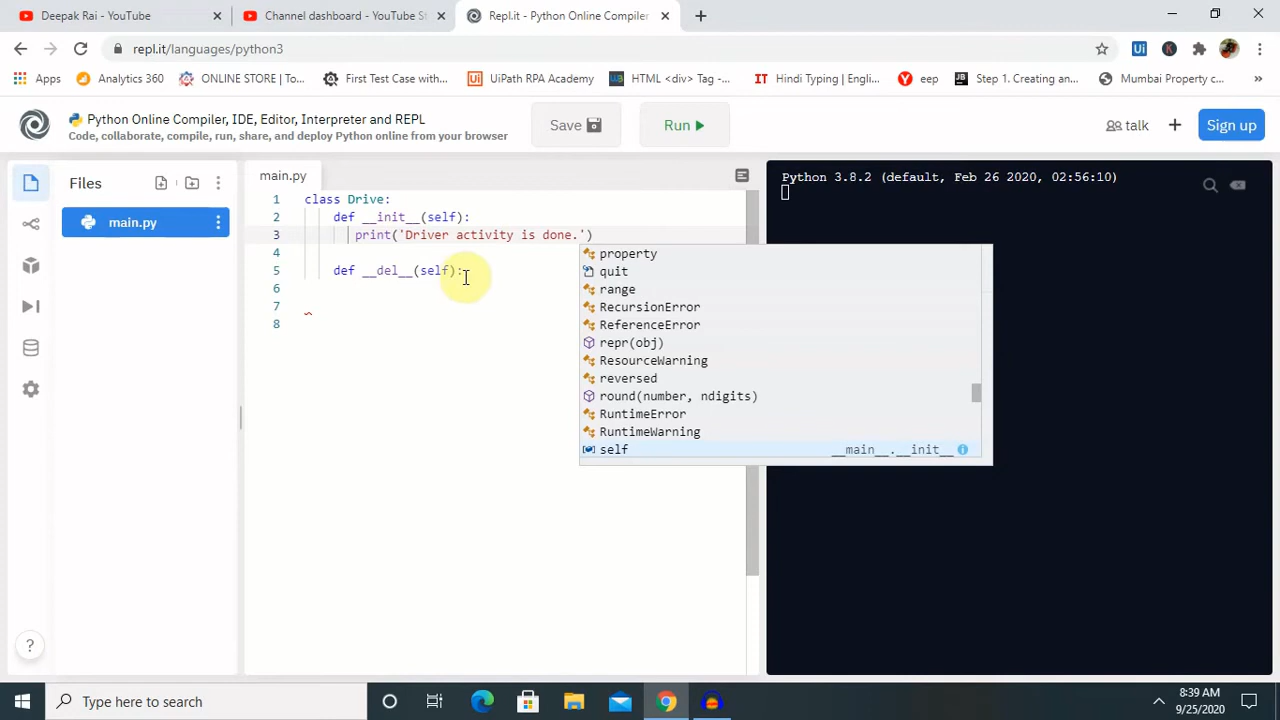 Deepak Rai - YouTube
Channel dashboard - YouTube St
Repl.it - Python Online Compiler
repl.it/languages/python3
Ui
K
Apps
Analytics 360
ONLINE STORE | To...
First Test Case with...
UiPath RPA Academy
HTML <div> Tag -...
IT Hindi Typing | Engli...
eep
Step 1. Creating an...
Mumbai Property c...
»
Python Online Compiler, IDE, Editor, Interpreter and REPL
Code, collaborate, compile, run, share, and deploy Python online from your browser
Save
Run
talk
Sign up
Files
main.py
main.py
1 class Drive:
2 def __init__(self):
3 print('Driver activity is done.')
4
5 def __del__(self):
6
7
8
property
quit
range
RecursionError
ReferenceError
repr(obj)
ResourceWarning
reversed
round(number, ndigits)
RuntimeError
RuntimeWarning
self __main__.__init__
Python 3.8.2 (default, Feb 26 2020, 02:56:10)
?
Type here to search
8:39 AM
9/25/2020